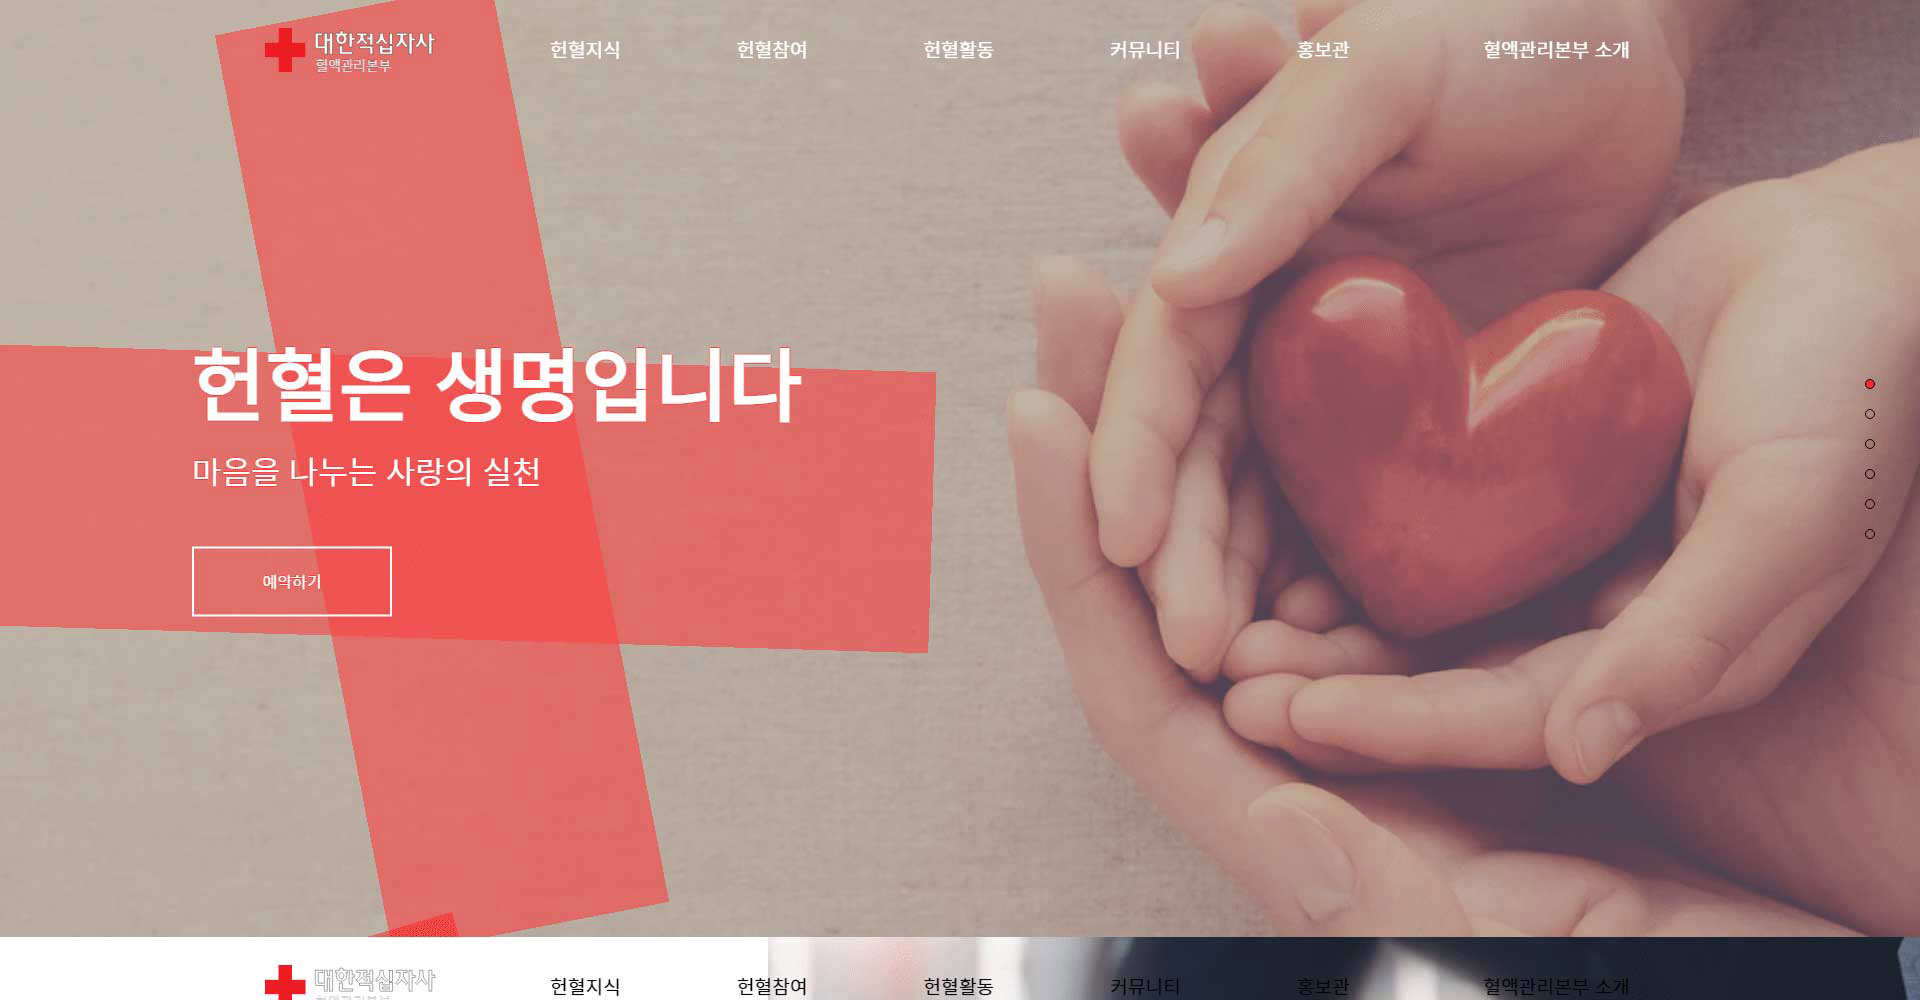 대한적십자사
혈액관리본부
헌혈지식 헌혈참여 헌혈활동 커뮤니티 홍보관 혈액관리본부 소개
헌혈은 생명입니다
마음을 나누는 사랑의 실천
예약하기
대한적십자사
헌혈지식 헌혈참여 헌혈활동 커뮤니티 홍보관 혈액관리본부 소개